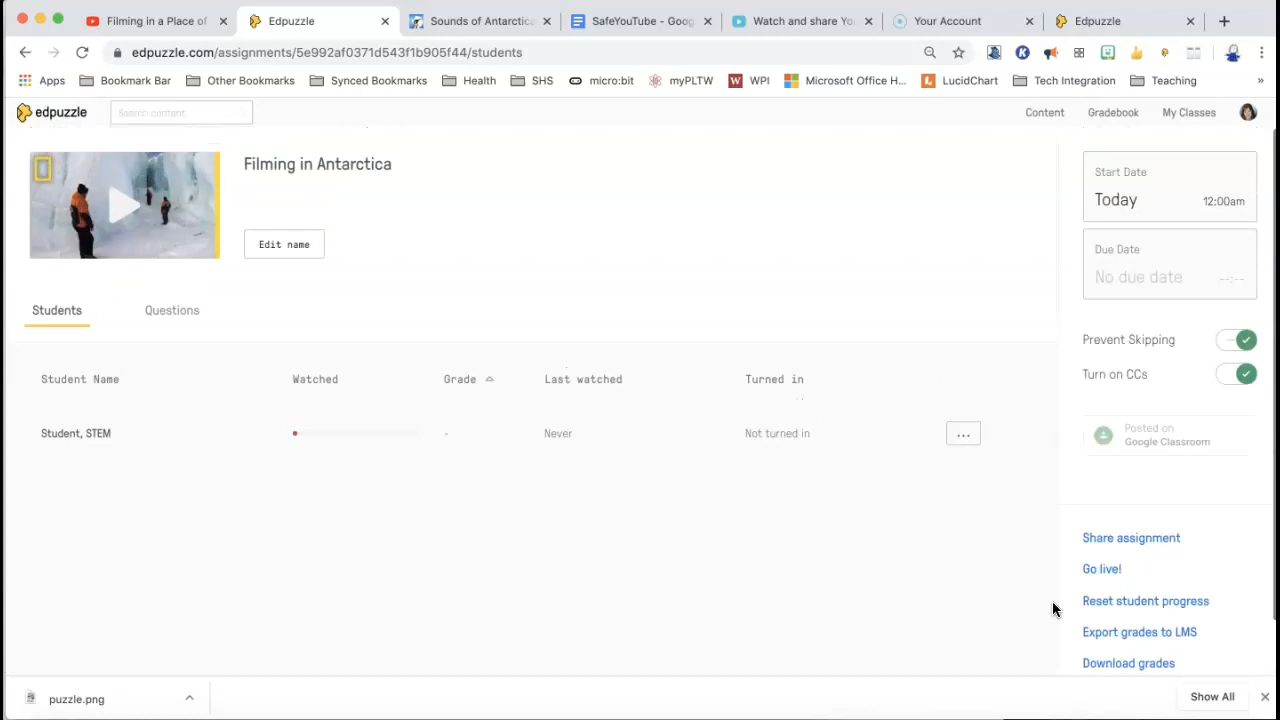 Filming in a Place of
Edpuzzle
Sounds of Antarctica
SafeYouTube - Goog
Watch and share Yo
Your Account
Edpuzzle
edpuzzle.com/assignments/5e992af0371d543f1b905f44/students
Apps
Bookmark Bar
Other Bookmarks
Synced Bookmarks
Health
SHS
micro:bit
myPLTW
WPI
Microsoft Office H...
LucidChart
Tech Integration
Teaching
»
edpuzzle
Search content
Content
Gradebook
My Classes
Filming in Antarctica
Edit name
Start Date
Today 12:00am
Due Date
No due date --:--
Students
Questions
Prevent Skipping
Turn on CCs
Student Name
Watched
Grade
Last watched
Turned in
Student, STEM
-
Never
Not turned in
...
Posted on
Google Classroom
Share assignment
Go live!
Reset student progress
Export grades to LMS
Download grades
puzzle.png
Show All